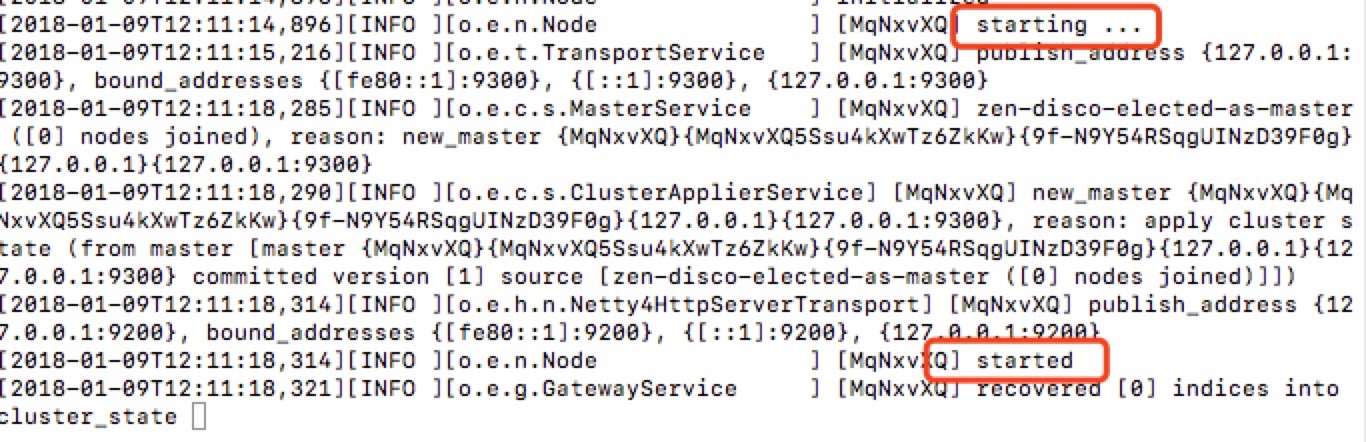 [2018-01-09T12:11:14,896][INFO ][o.e.n.Node               ] [MqNxvXQ] starting ...
[2018-01-09T12:11:15,216][INFO ][o.e.t.TransportService   ] [MqNxvXQ] publish_address {127.0.0.1:
9300}, bound_addresses {[fe80::1]:9300}, {[::1]:9300}, {127.0.0.1:9300}
[2018-01-09T12:11:18,285][INFO ][o.e.c.s.MasterService    ] [MqNxvXQ] zen-disco-elected-as-master
 ([0] nodes joined), reason: new_master {MqNxvXQ}{MqNxvXQ5Ssu4kXwTz6ZkKw}{9f-N9Y54RSqgUINzD39F0g}
{127.0.0.1}{127.0.0.1:9300}
[2018-01-09T12:11:18,290][INFO ][o.e.c.s.ClusterApplierService] [MqNxvXQ] new_master {MqNxvXQ}{Mq
NxvXQ5Ssu4kXwTz6ZkKw}{9f-N9Y54RSqgUINzD39F0g}{127.0.0.1}{127.0.0.1:9300}, reason: apply cluster s
tate (from master [master {MqNxvXQ}{MqNxvXQ5Ssu4kXwTz6ZkKw}{9f-N9Y54RSqgUINzD39F0g}{127.0.0.1}{12
7.0.0.1:9300} committed version [1] source [zen-disco-elected-as-master ([0] nodes joined)]])
[2018-01-09T12:11:18,314][INFO ][o.e.h.n.Netty4HttpServerTransport] [MqNxvXQ] publish_address {12
7.0.0.1:9200}, bound_addresses {[fe80::1]:9200}, {[::1]:9200}, {127.0.0.1:9200}
[2018-01-09T12:11:18,314][INFO ][o.e.n.Node               ] [MqNxvXQ] started
[2018-01-09T12:11:18,321][INFO ][o.e.g.GatewayService     ] [MqNxvXQ] recovered [0] indices into
cluster_state